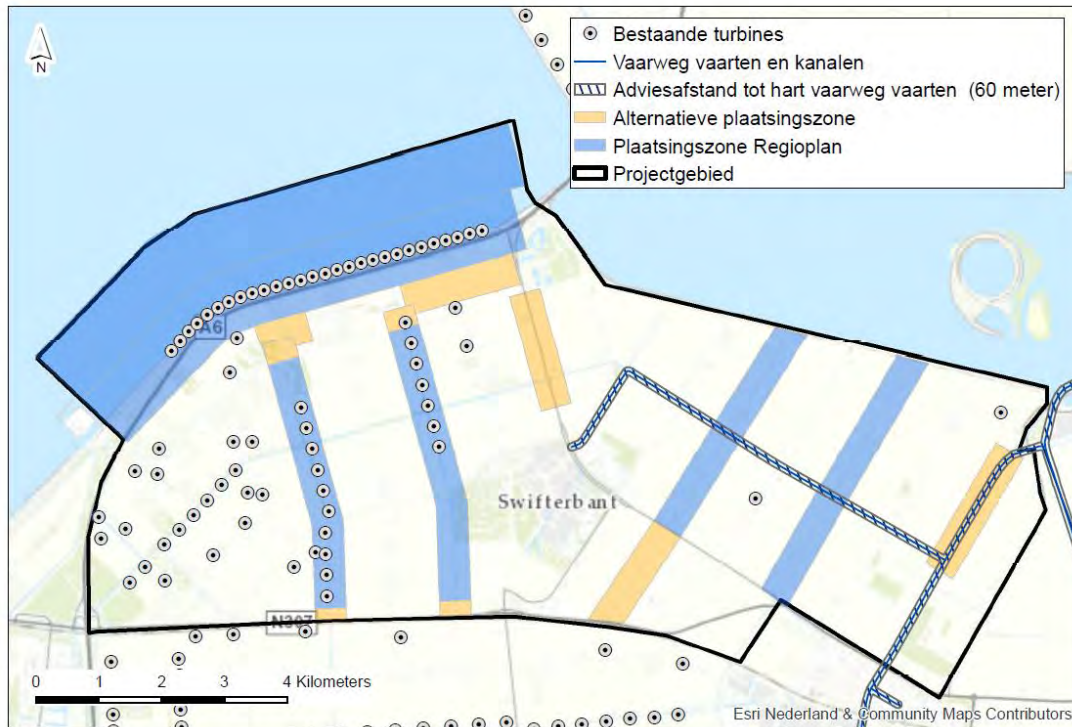 N
Bestaande turbines
Vaarweg vaarten en kanalen
Adviesafstand tot hart vaarweg vaarten (60 meter)
Alternatieve plaatsingszone
Plaatsingszone Regioplan
Projectgebied
A6
Swifterbant
N307
0 1 2 3 4 Kilometers
Esri Nederland & Community Maps Contributors